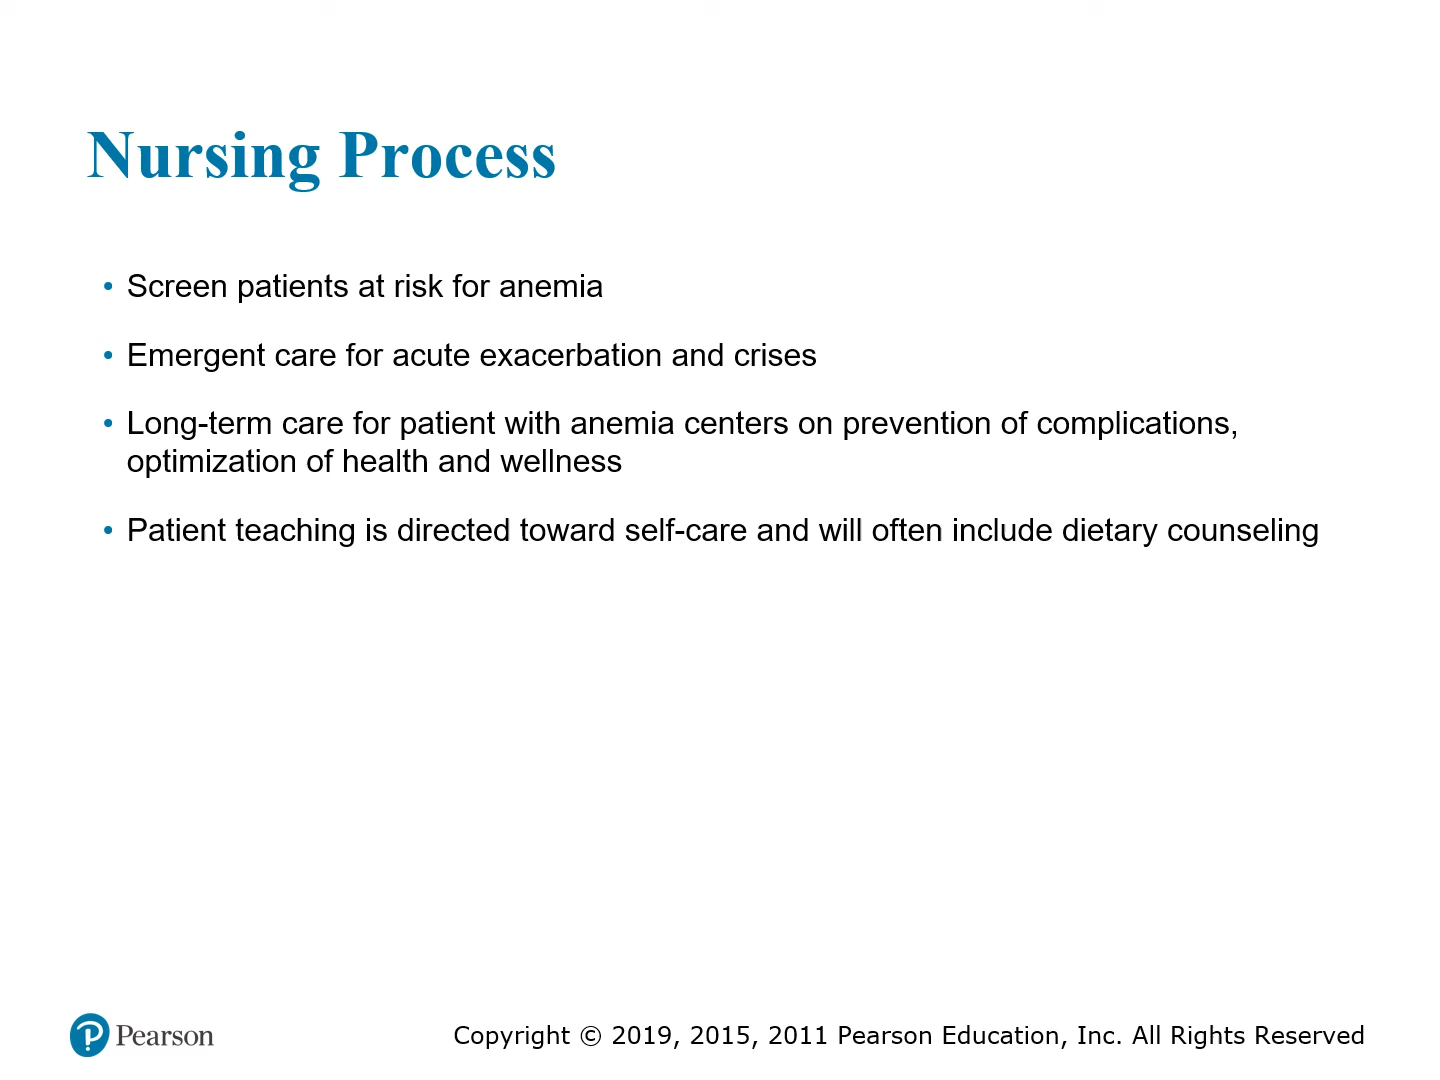 Nursing Process
• Screen patients at risk for anemia
• Emergent care for acute exacerbation and crises
• Long-term care for patient with anemia centers on prevention of complications,
optimization of health and wellness
• Patient teaching is directed toward self-care and will often include dietary counseling
Pearson
Copyright © 2019, 2015, 2011 Pearson Education, Inc. All Rights Reserved